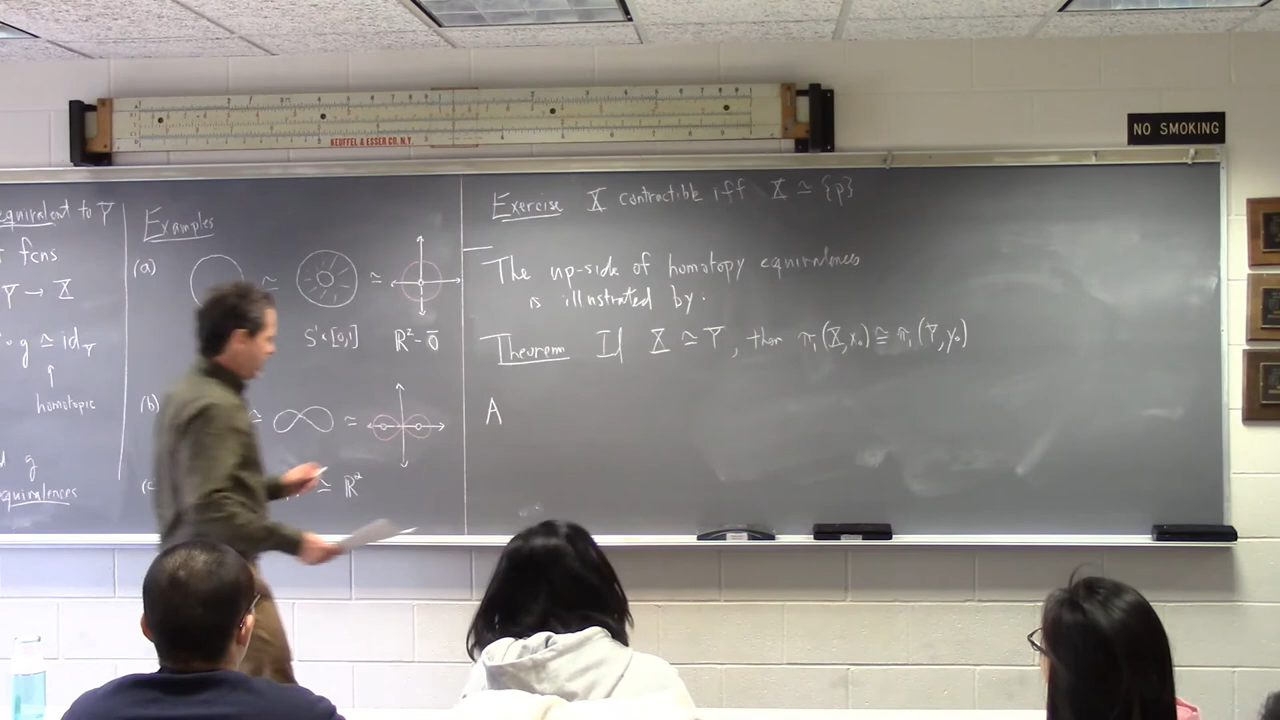 KEUFFEL & ESSER CO. N.Y.
NO SMOKING
equivalent to Y
fcns
Y → X
∘ g ≃ id_Y
↑
homotopic
g
equivalences
Examples
(a) ≃ ≃
S¹×[0,1] ℝ²-0̄
(b) ≃ ≃
(c ≃ ℝ²
Exercise X contractible iff X ≃ {p}
The up-side of homotopy equivalences
is illustrated by.
Theorem If X ≃ Y, then π₁(X,x₀) ≅ π₁(Y,y₀)
A